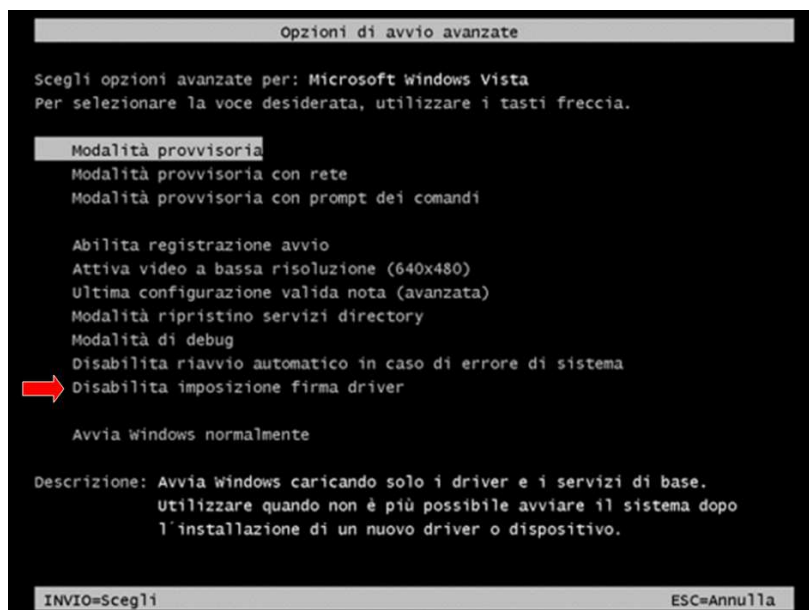 Opzioni di avvio avanzate
Scegli opzioni avanzate per: Microsoft Windows Vista
Per selezionare la voce desiderata, utilizzare i tasti freccia.
Modalità provvisoria
Modalità provvisoria con rete
Modalità provvisoria con prompt dei comandi
Abilita registrazione avvio
Attiva video a bassa risoluzione (640x480)
Ultima configurazione valida nota (avanzata)
Modalità ripristino servizi directory
Modalità di debug
Disabilita riavvio automatico in caso di errore di sistema
Disabilita imposizione firma driver
Avvia Windows normalmente
Descrizione: Avvia Windows caricando solo i driver e i servizi di base.
Utilizzare quando non è più possibile avviare il sistema dopo
l'installazione di un nuovo driver o dispositivo.
INVIO=Scegli ESC=Annulla